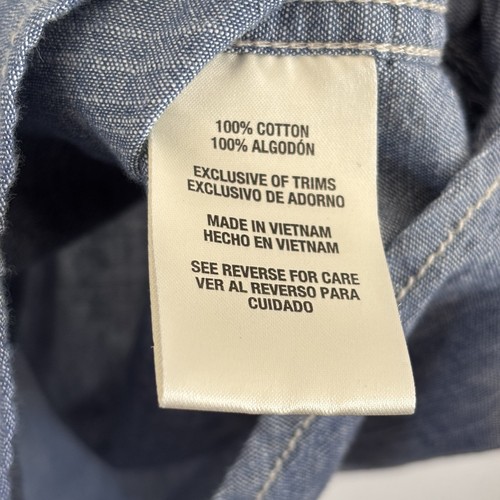 100% COTTON
100% ALGODÓN
EXCLUSIVE OF TRIMS
EXCLUSIVO DE ADORNO
MADE IN VIETNAM
HECHO EN VIETNAM
SEE REVERSE FOR CARE
VER AL REVERSO PARA
CUIDADO